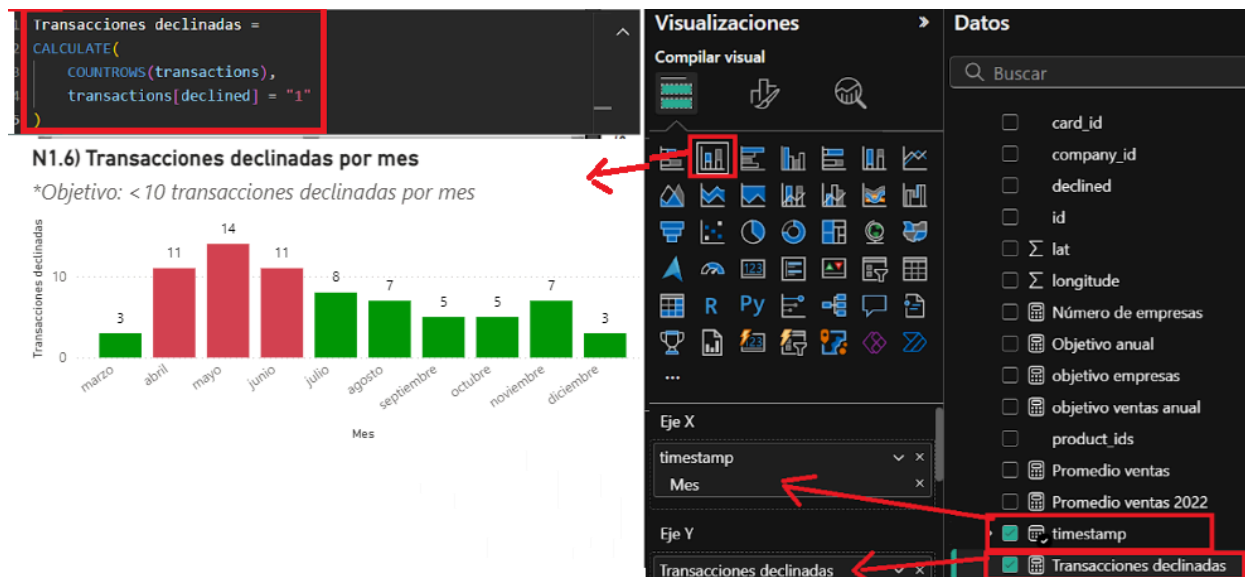 1 Transacciones declinadas =
2 CALCULATE(
3 COUNTROWS(transactions),
4 transactions[declined] = "1"
5 )
N1.6) Transacciones declinadas por mes
*Objetivo: <10 transacciones declinadas por mes
Transacciones declinadas
10
0
3
11
14
11
8
7
5
5
7
3
marzo
abril
mayo
junio
julio
agosto
septiembre
octubre
noviembre
diciembre
Mes
Visualizaciones
Compilar visual
123
R
Py
123
...
Eje X
timestamp
Mes
Eje Y
Transacciones declinadas
Datos
Buscar
card_id
company_id
declined
id
lat
longitude
Número de empresas
Objetivo anual
objetivo empresas
objetivo ventas anual
product_ids
Promedio ventas
Promedio ventas 2022
timestamp
Transacciones declinadas